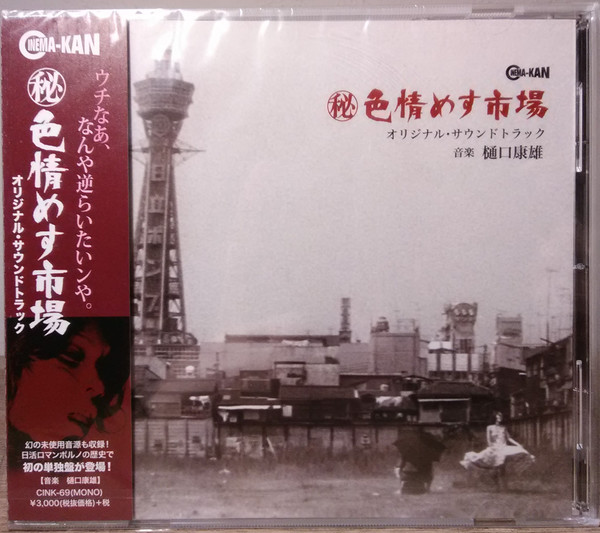 CINEMA-KAN
㊙色情めす市場
オリジナル・サウンドトラック
ウチなあ、
なんや逆らいたいンや。
幻の未使用音源も収録!
日活ロマンポルノの歴史で
初の単独盤が登場!
【音楽　樋口康雄】
CINK-69(MONO)
¥3,000(税抜価格)+税
CINEMA-KAN
㊙色情めす市場
オリジナル・サウンドトラック
音楽 樋口康雄
日立ポ